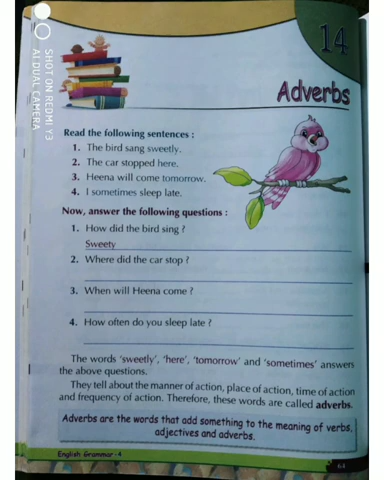 14
Adverbs
Read the following sentences :
1. The bird sang sweetly.
2. The car stopped here.
3. Heena will come tomorrow.
4. I sometimes sleep late.
Now, answer the following questions :
1. How did the bird sing ?
Sweety
2. Where did the car stop ?
3. When will Heena come ?
4. How often do you sleep late ?
The words ‘sweetly’, ‘here’, ‘tomorrow’ and ‘sometimes’ answers
the above questions.
They tell about the manner of action, place of action, time of action
and frequency of action. Therefore, these words are called adverbs.
Adverbs are the words that add something to the meaning of verbs,
adjectives and adverbs.
English Grammar-4
61
SHOT ON REDMI Y3
AI DUAL CAMERA